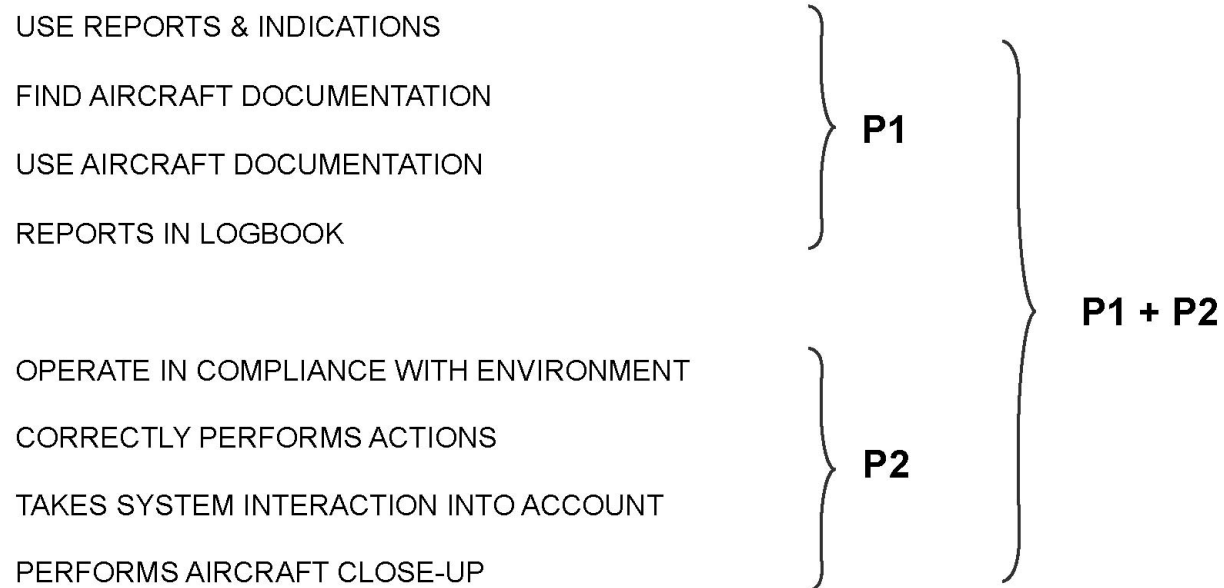 USE REPORTS & INDICATIONS
FIND AIRCRAFT DOCUMENTATION
USE AIRCRAFT DOCUMENTATION
REPORTS IN LOGBOOK
P1
OPERATE IN COMPLIANCE WITH ENVIRONMENT
CORRECTLY PERFORMS ACTIONS
TAKES SYSTEM INTERACTION INTO ACCOUNT
PERFORMS AIRCRAFT CLOSE-UP
P2
P1 + P2